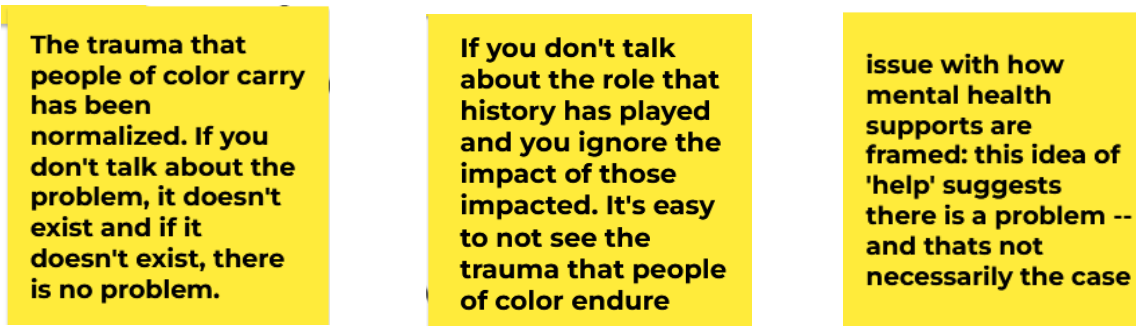 The trauma that
people of color carry
has been
normalized. If you
don't talk about the
problem, it doesn't
exist and if it
doesn't exist, there
is no problem.
If you don't talk
about the role that
history has played
and you ignore the
impact of those
impacted. It's easy
to not see the
trauma that people
of color endure
issue with how
mental health
supports are
framed: this idea of
'help' suggests
there is a problem --
and thats not
necessarily the case